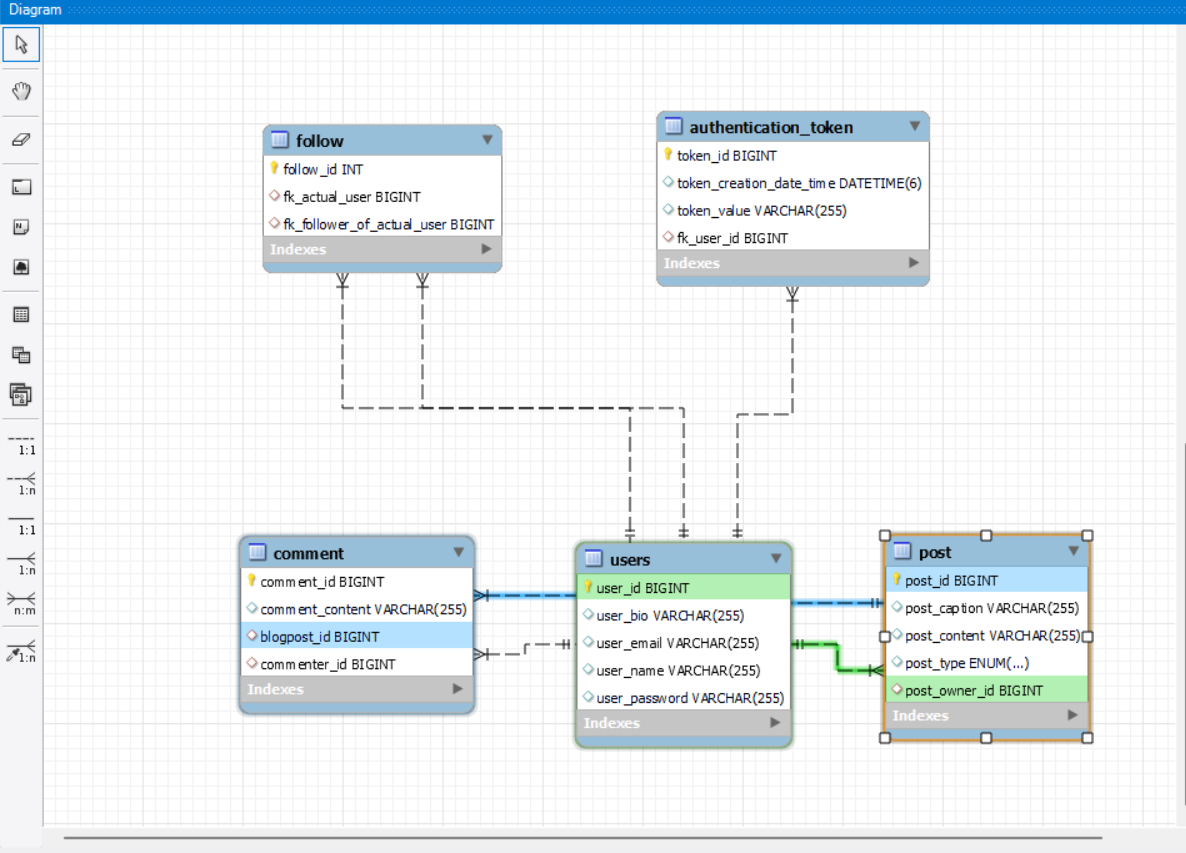 Diagram
follow
follow_id INT
fk_actual_user BIGINT
fk_follower_of_actual_user BIGINT
Indexes
authentication_token
token_id BIGINT
token_creation_date_time DATETIME(6)
token_value VARCHAR(255)
fk_user_id BIGINT
Indexes
1:1
1:n
1:1
1:n
n:m
1:n
comment
comment_id BIGINT
comment_content VARCHAR(255)
blogpost_id BIGINT
commenter_id BIGINT
Indexes
users
user_id BIGINT
user_bio VARCHAR(255)
user_email VARCHAR(255)
user_name VARCHAR(255)
user_password VARCHAR(255)
Indexes
post
post_id BIGINT
post_caption VARCHAR(255)
post_content VARCHAR(255)
post_type ENUM(...)
post_owner_id BIGINT
Indexes